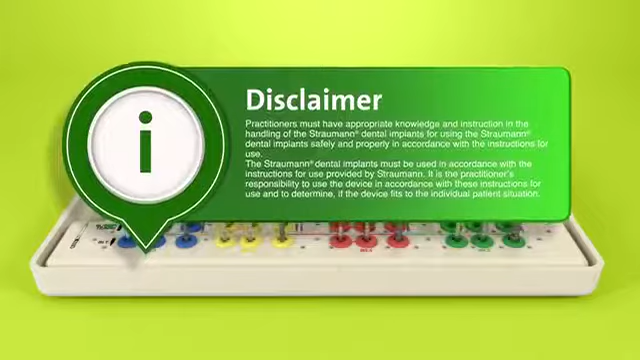 i
Disclaimer
Practitioners must have appropriate knowledge and instruction in the
handling of the Straumann® dental implants for using the Straumann®
dental implants safely and properly in accordance with the instructions for
use.
The Straumann® dental implants must be used in accordance with the
instructions for use provided by Straumann. It is the practitioner's
responsibility to use the device in accordance with these instructions for
use and to determine, if the device fits to the individual patient situation.